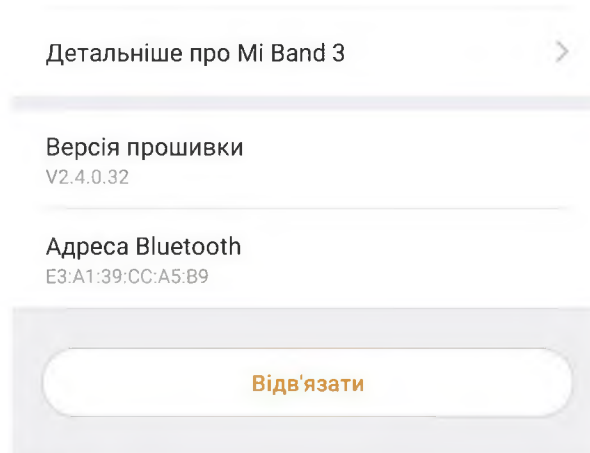 Детальніше про Mi Band 3
Версія прошивки
V2.4.0.32
Адреса Bluetooth
E3:A1:39:CC:A5:B9
Відв'язати